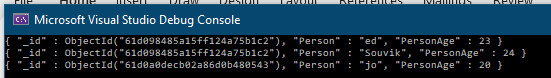 Microsoft Visual Studio Debug Console
{ "_id" : ObjectId("61d098485a15ff124a75b1c2"), "Person" : "ed", "PersonAge" : 23 }
{ "_id" : ObjectId("61d098485a15ff124a75b1c2"), "Person" : "Souvik", "PersonAge" : 24 }
{ "_id" : ObjectId("61d0a0decb02a86d0b480543"), "Person" : "jo", "PersonAge" : 20 }